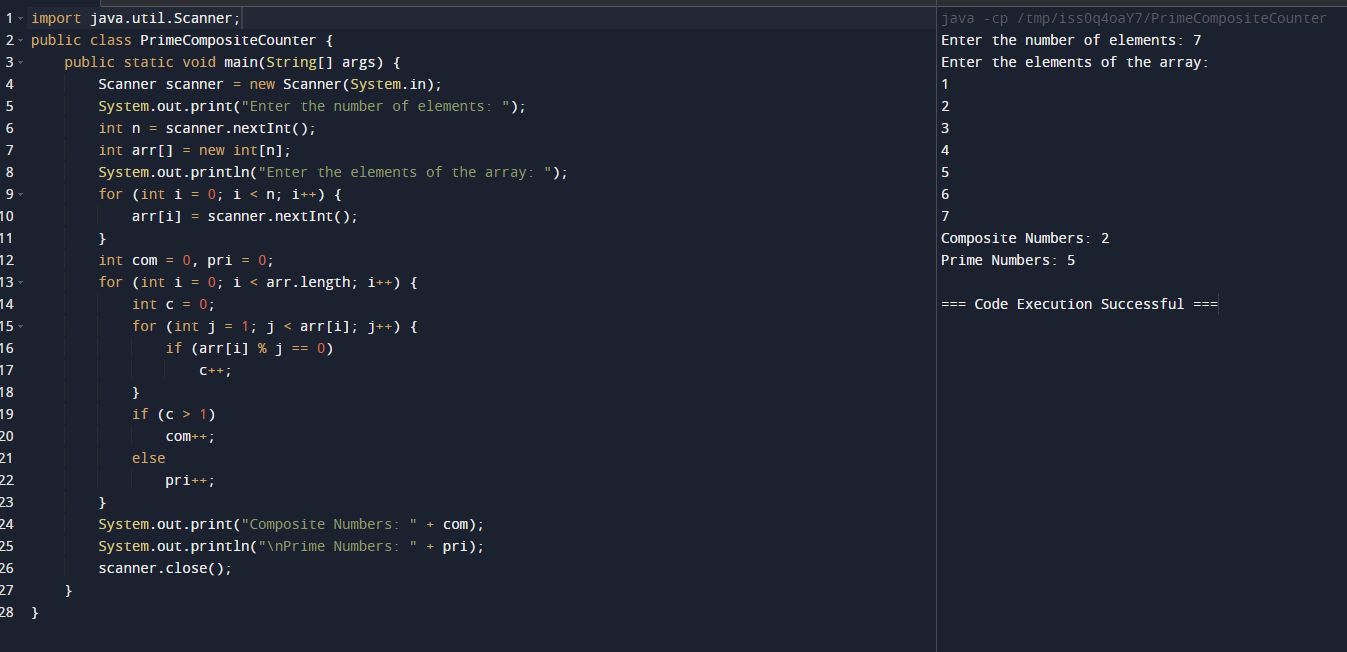 1 import java.util.Scanner;
2 public class PrimeCompositeCounter {
3     public static void main(String[] args) {
4         Scanner scanner = new Scanner(System.in);
5         System.out.print("Enter the number of elements: ");
6         int n = scanner.nextInt();
7         int arr[] = new int[n];
8         System.out.println("Enter the elements of the array: ");
9         for (int i = 0; i < n; i++) {
10             arr[i] = scanner.nextInt();
11         }
12         int com = 0, pri = 0;
13         for (int i = 0; i < arr.length; i++) {
14             int c = 0;
15             for (int j = 1; j < arr[i]; j++) {
16                 if (arr[i] % j == 0)
17                     c++;
18             }
19             if (c > 1)
20                 com++;
21             else
22                 pri++;
23         }
24         System.out.print("Composite Numbers: " + com);
25         System.out.println("\nPrime Numbers: " + pri);
26         scanner.close();
27     }
28 }
java -cp /tmp/iss0q4oaY7/PrimeCompositeCounter
Enter the number of elements: 7
Enter the elements of the array:
1
2
3
4
5
6
7
Composite Numbers: 2
Prime Numbers: 5
=== Code Execution Successful ===